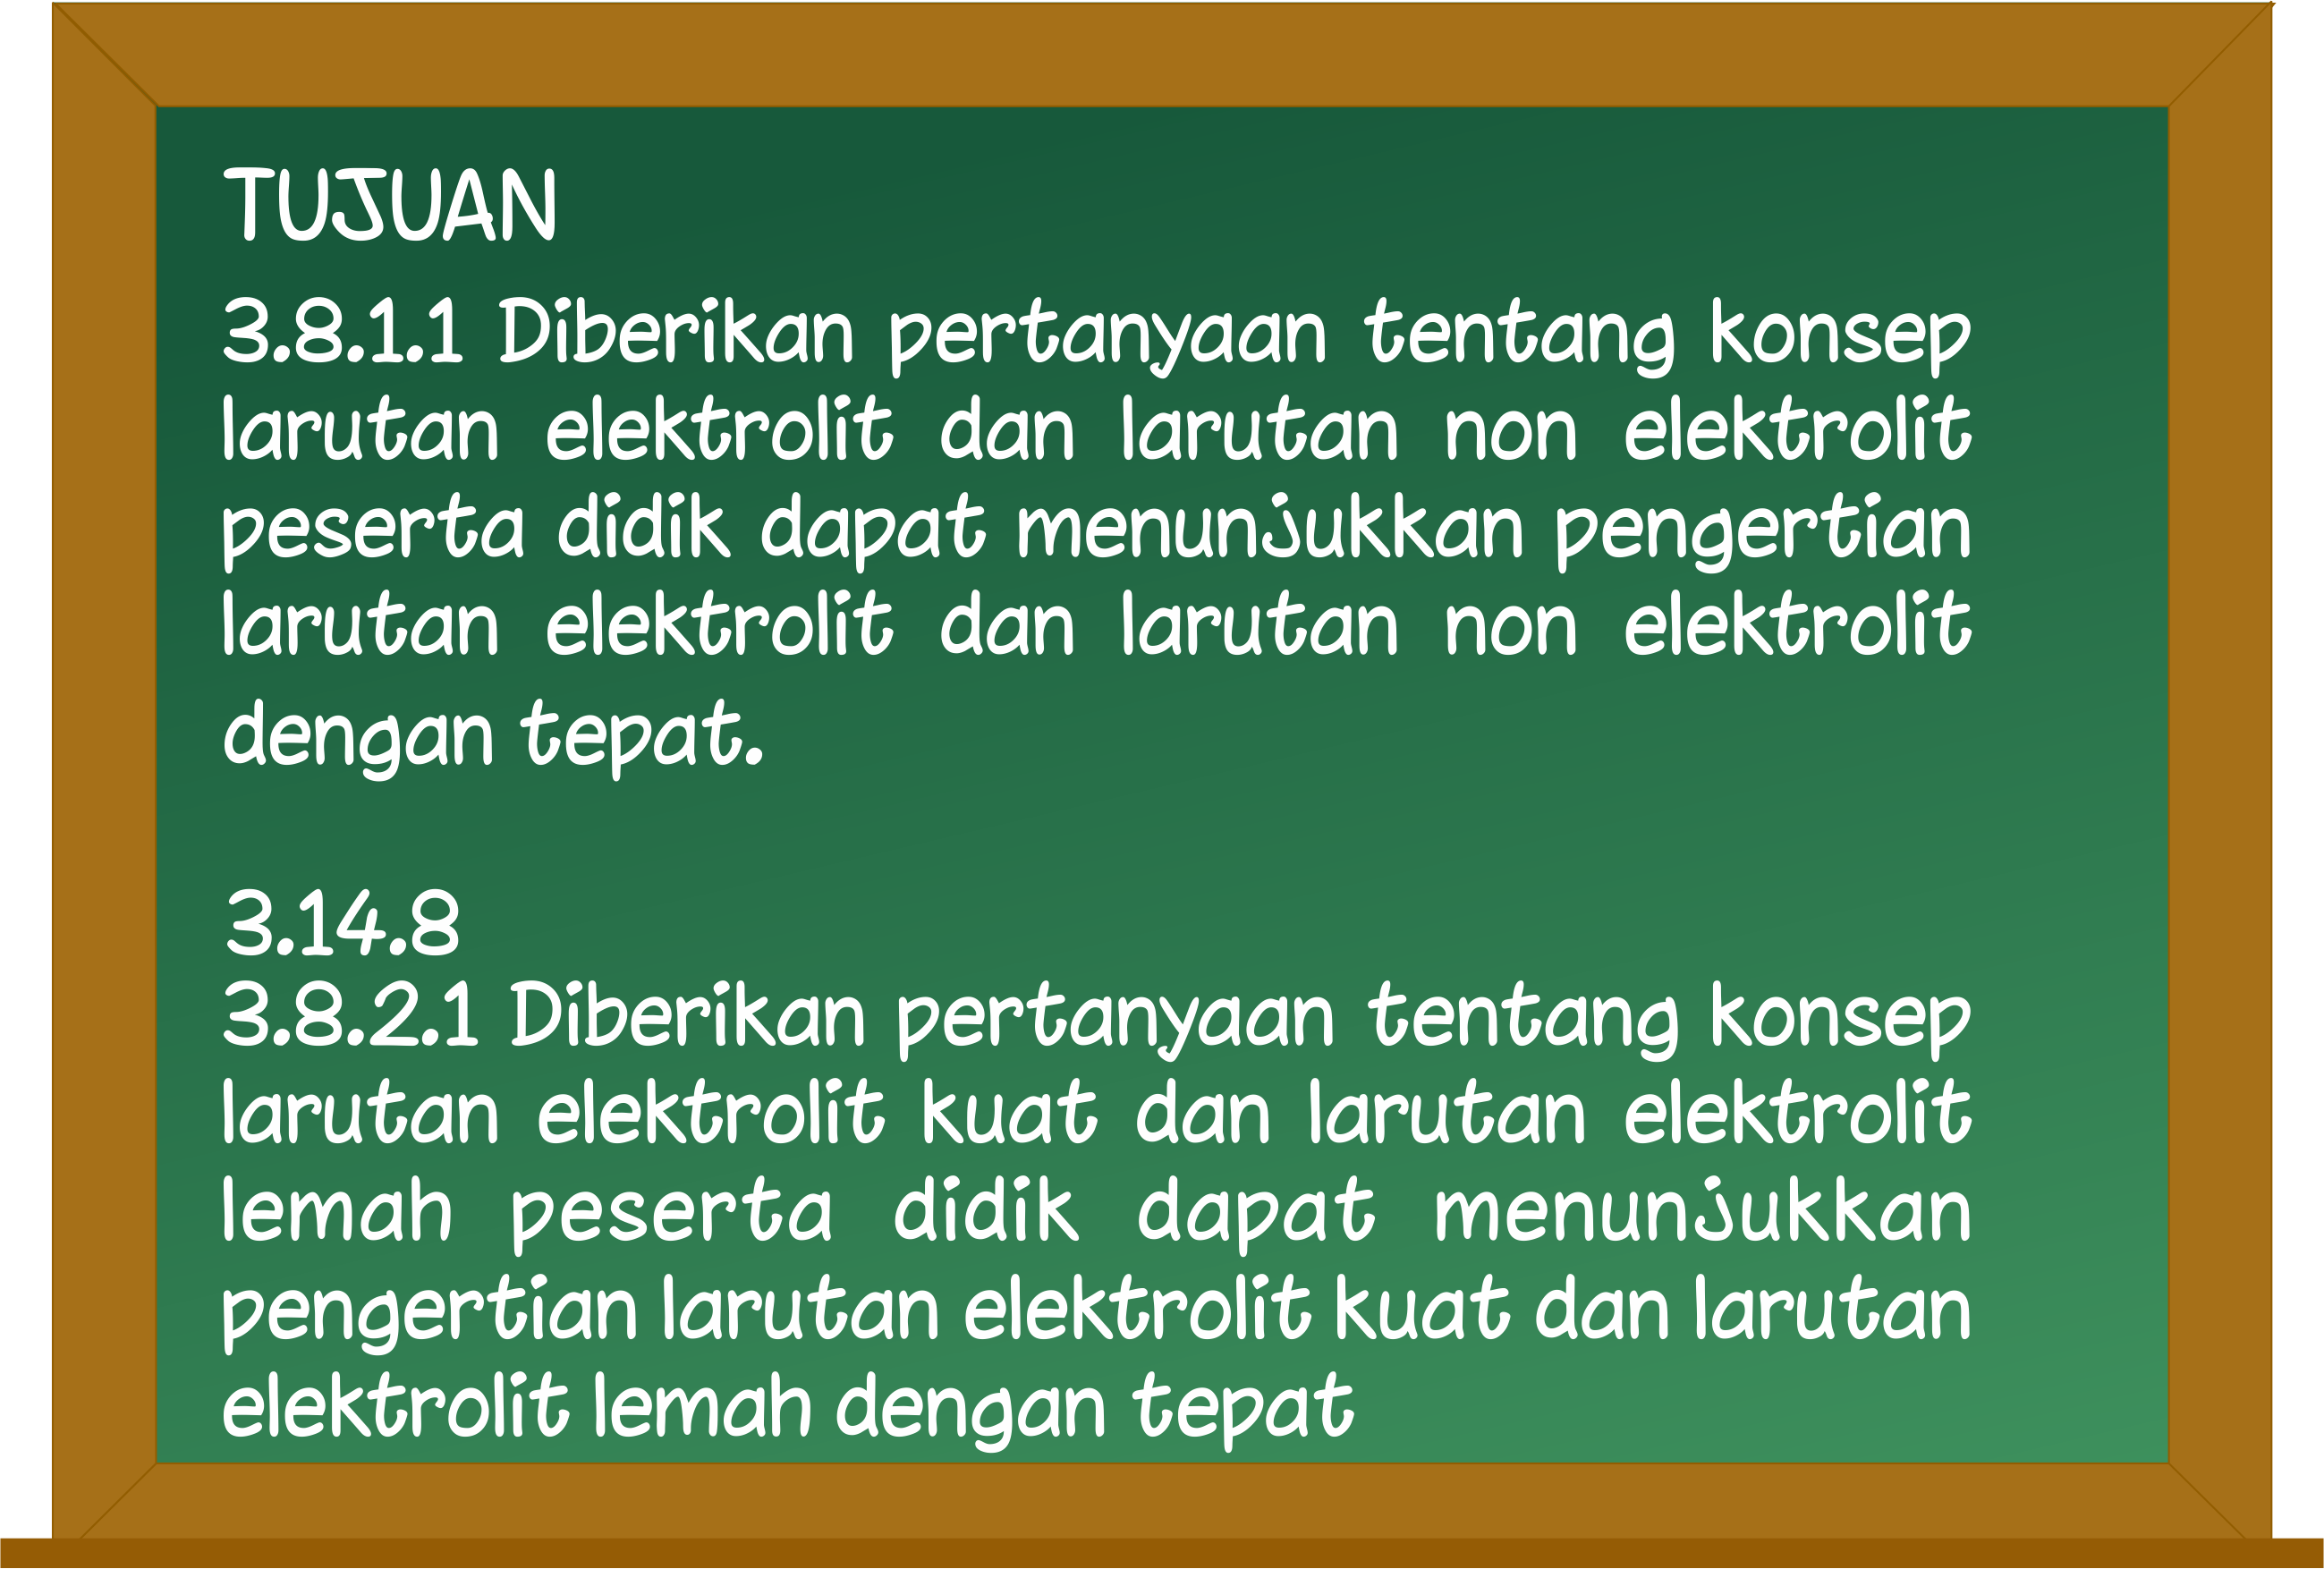 TUJUAN
3.8.1.1 Diberikan pertanyaan tentang konsep
larutan elektrolit dan larutan non elektrolit
peserta didik dapat menunjukkan pengertian
larutan elektrolit dan larutan non elektrolit
dengan tepat.
3.14.8
3.8.2.1 Diberikan pertanyaan tentang konsep
larutan elektrolit kuat dan larutan elektrolit
lemah peserta didik dapat menunjukkan
pengertian larutan elektrolit kuat dan larutan
elektrolit lemah dengan tepat